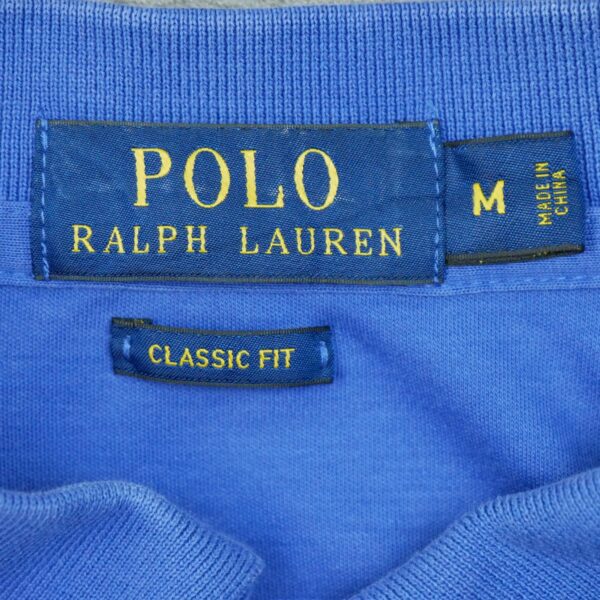 POLO
RALPH LAUREN
M
MADE IN
CHINA
CLASSIC FIT